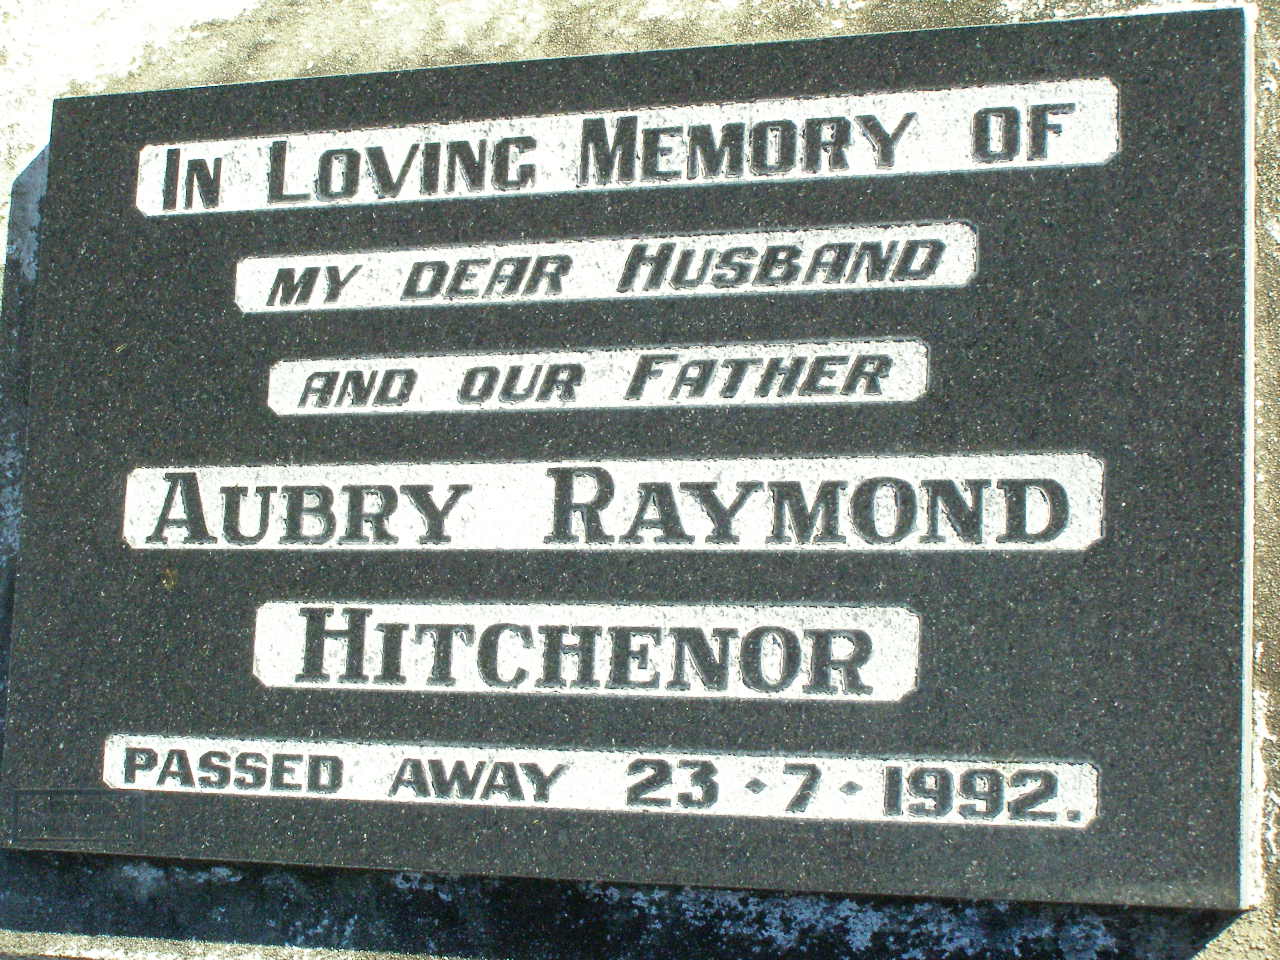 In Loving Memory of
my dear Husband
and our Father
Aubry Raymond
Hitchenor
passed away 23·7·1992.